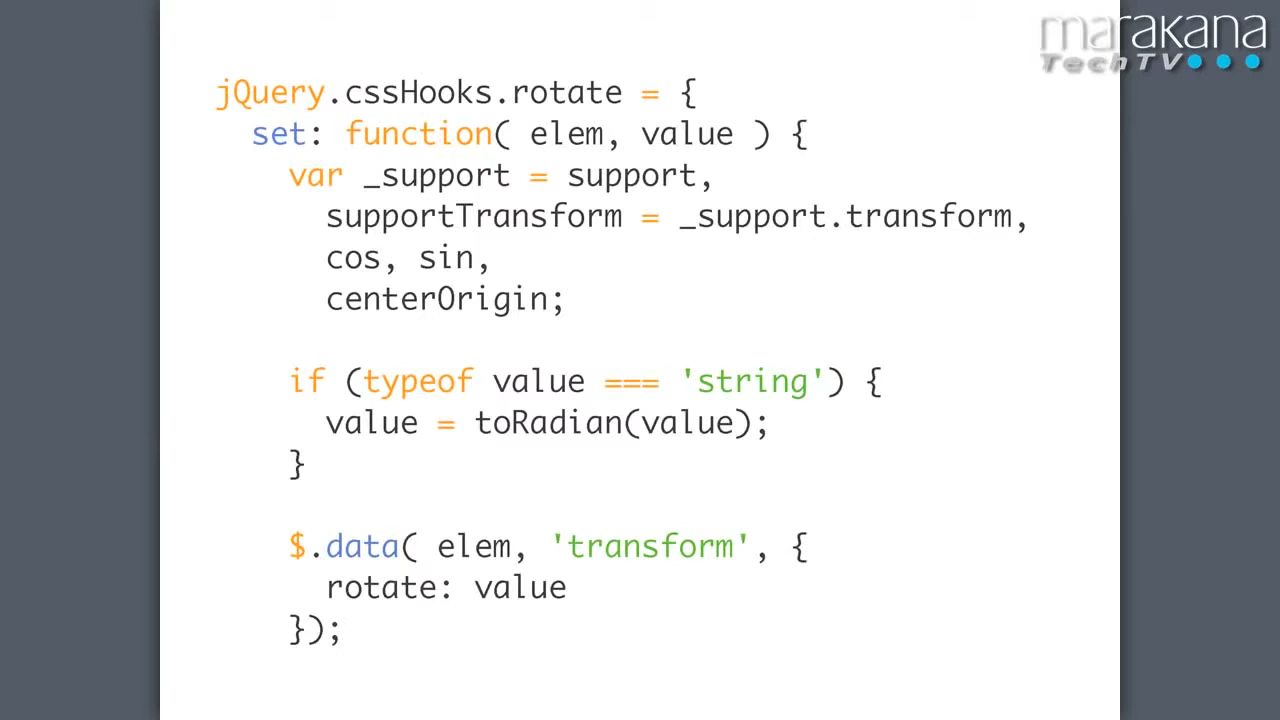 marakana
TechTV
jQuery.cssHooks.rotate = {
  set: function( elem, value ) {
    var _support = support,
      supportTransform = _support.transform,
      cos, sin,
      centerOrigin;

    if (typeof value === 'string') {
      value = toRadian(value);
    }

    $.data( elem, 'transform', {
      rotate: value
    });